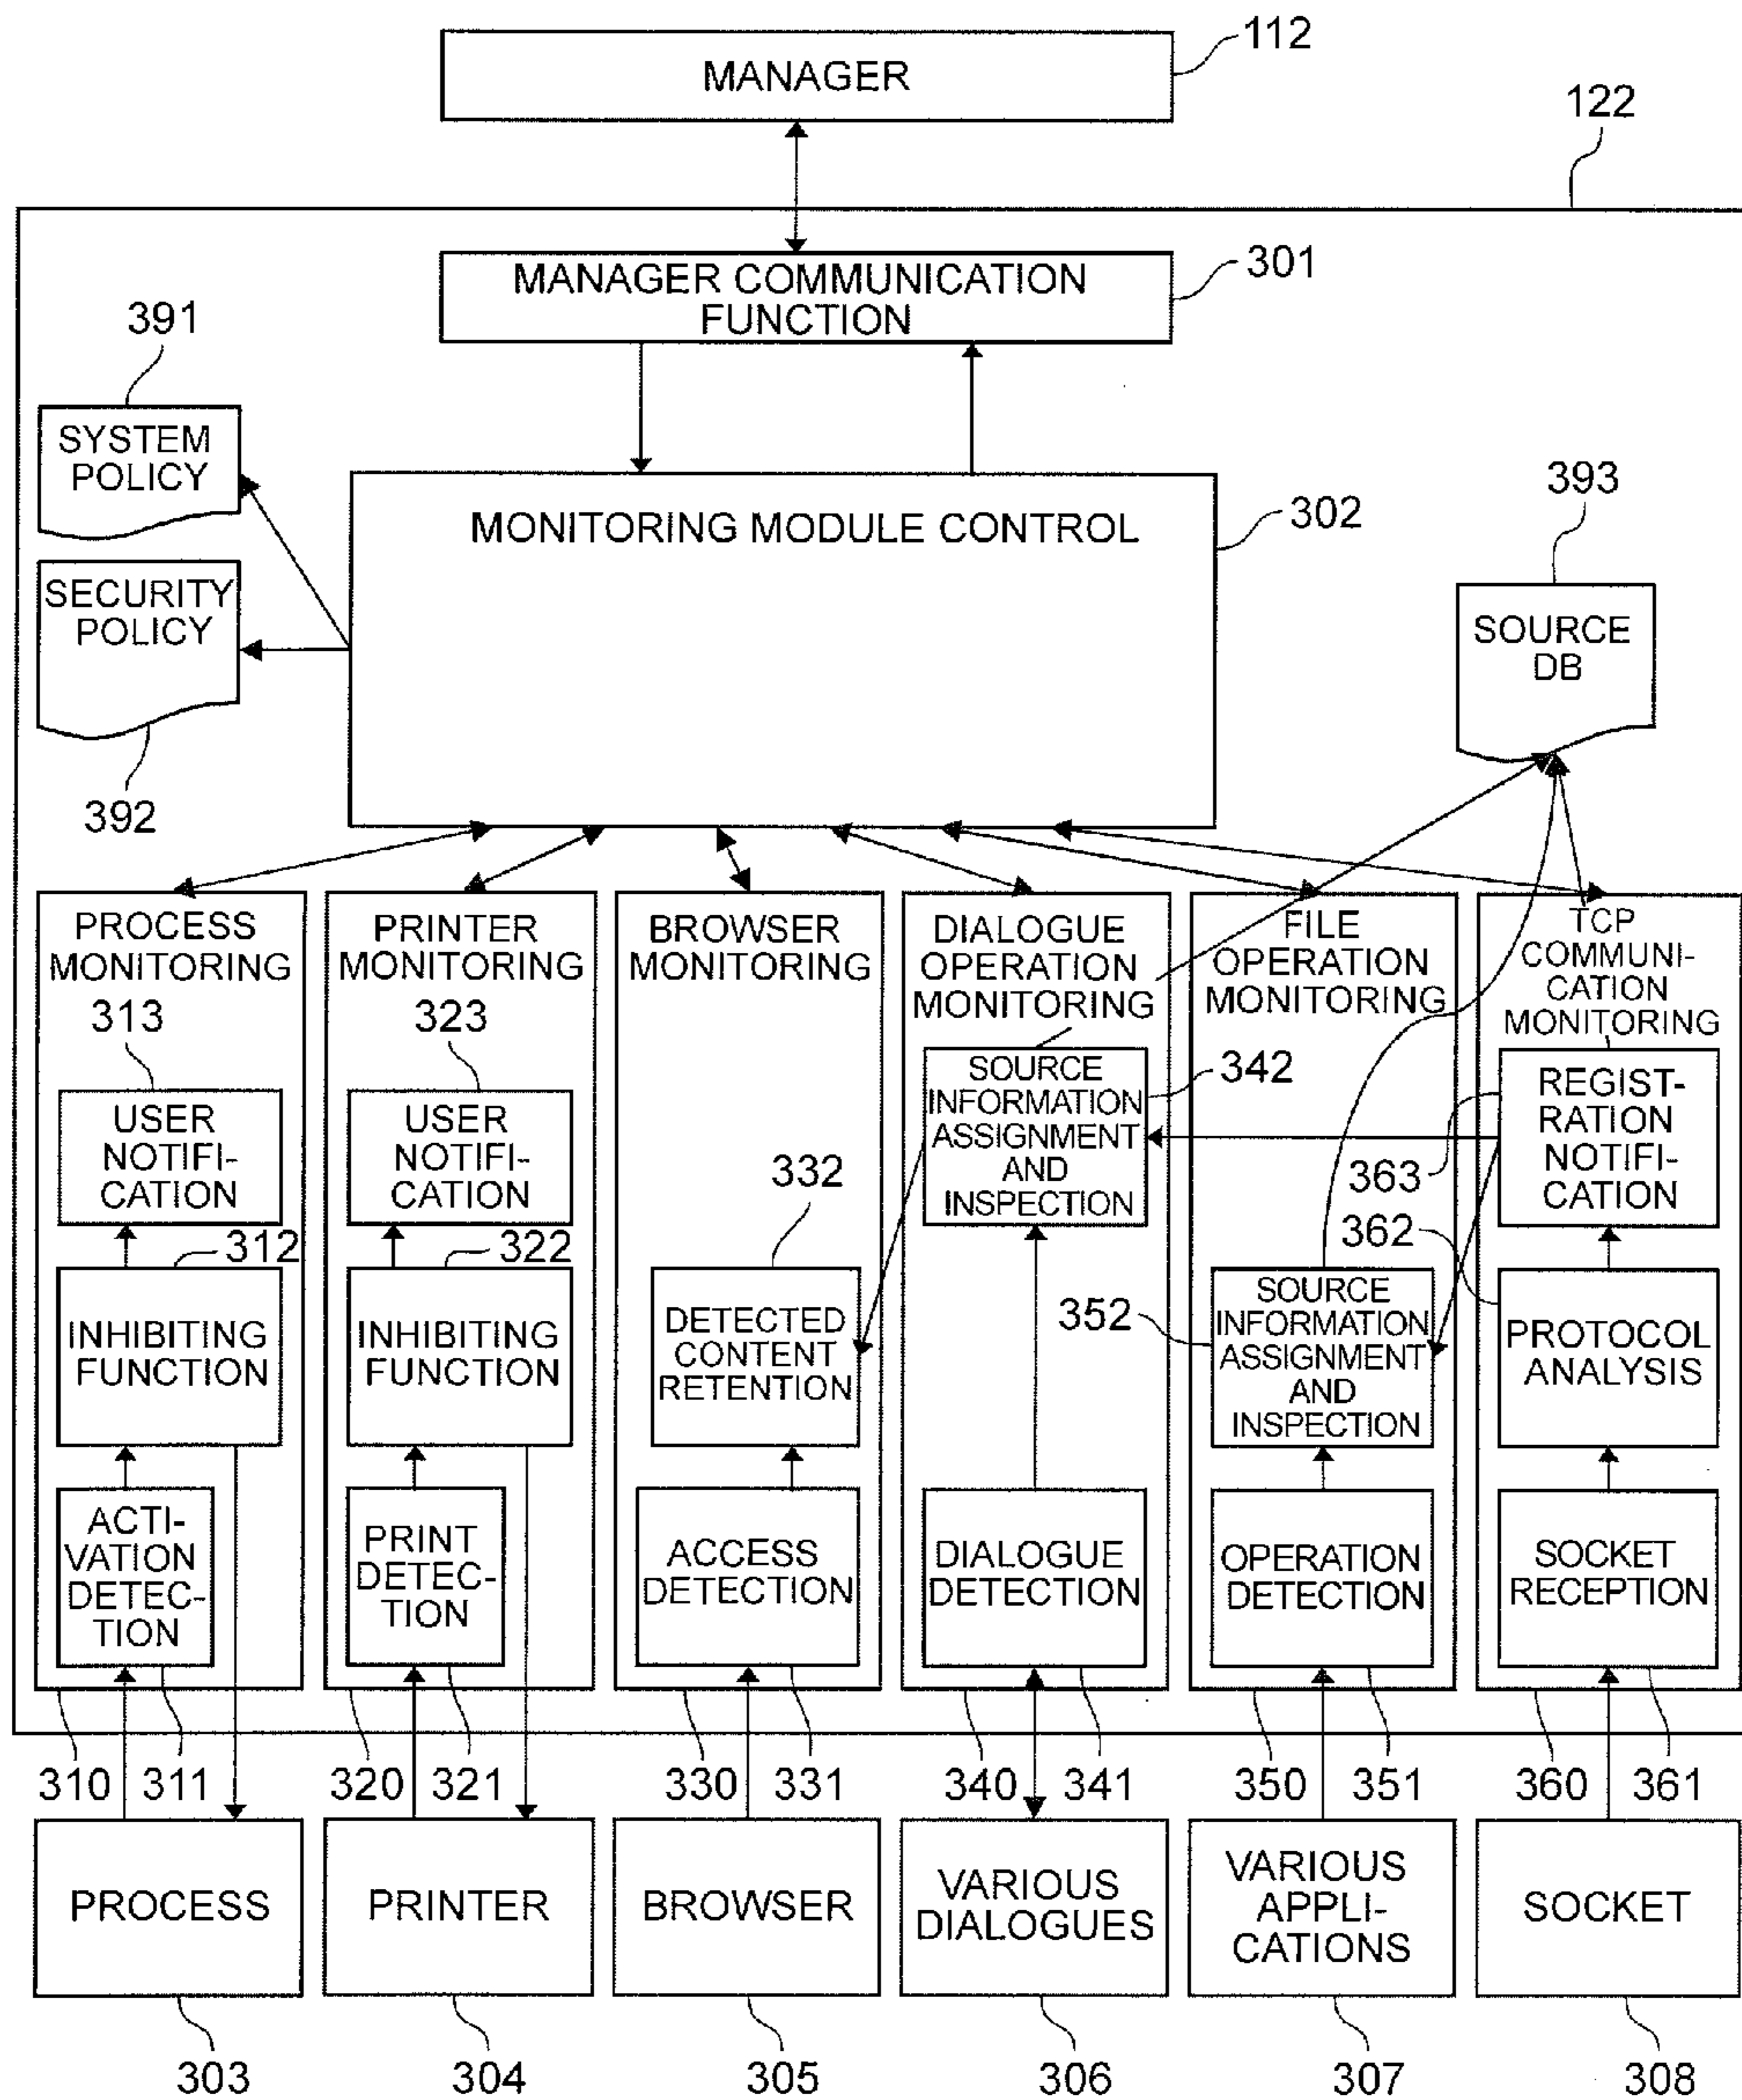 112
MANAGER
122
MANAGER COMMUNICATION
FUNCTION
301
391
SYSTEM
POLICY
MONITORING MODULE CONTROL
302
393
SECURITY
POLICY
SOURCE
DB
392
PROCESS
MONITORING
313
USER
NOTIFI-
CATION
312
INHIBITING
FUNCTION
ACTI-
VATION
DETEC-
TION
310
311
PRINTER
MONITORING
323
USER
NOTIFI-
CATION
322
INHIBITING
FUNCTION
PRINT
DETEC-
TION
320
321
BROWSER
MONITORING
332
DETECTED
CONTENT
RETENTION
ACCESS
DETECTION
330
331
DIALOGUE
OPERATION
MONITORING
SOURCE
INFORMATION
ASSIGNMENT
AND
INSPECTION
342
DIALOGUE
DETECTION
340
341
FILE
OPERATION
MONITORING
352
SOURCE
INFORMATION
ASSIGNMENT
AND
INSPECTION
OPERATION
DETECTION
350
351
TCP
COMMUNI-
CATION
MONITORING
363
REGIST-
RATION
NOTIFI-
CATION
362
PROTOCOL
ANALYSIS
SOCKET
RECEPTION
360
361
PROCESS
PRINTER
BROWSER
VARIOUS
DIALOGUES
VARIOUS
APPLI-
CATIONS
SOCKET
303
304
305
306
307
308